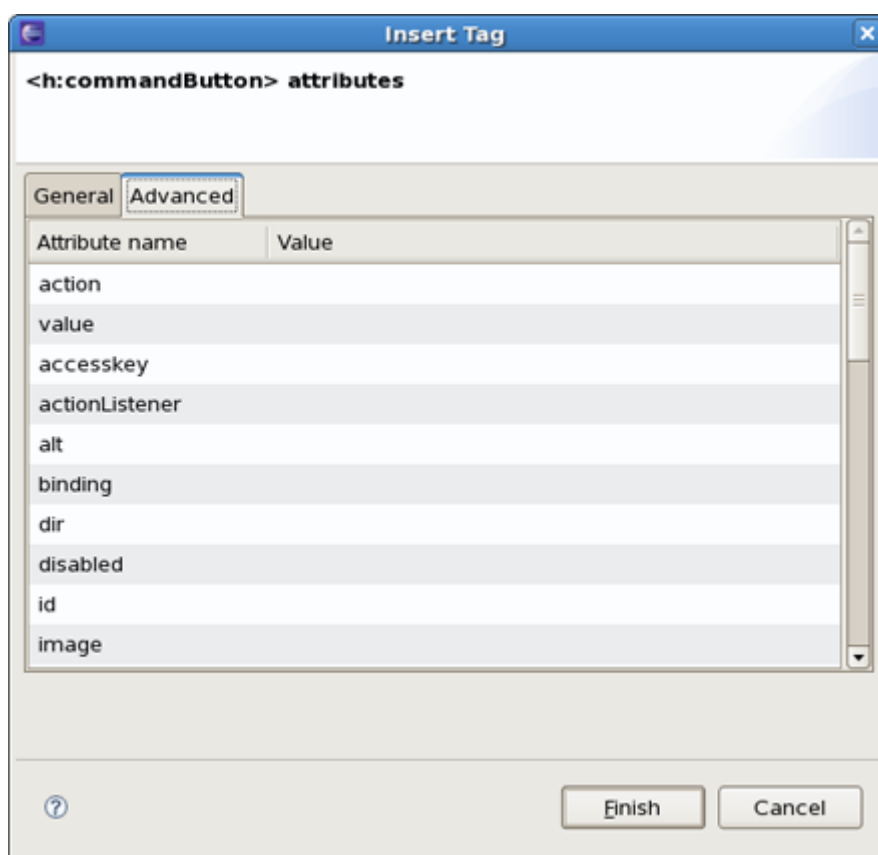 Insert Tag
<h:commandButton> attributes
General Advanced
Attribute name Value
action
value
accesskey
actionListener
alt
binding
dir
disabled
id
image
Finish Cancel